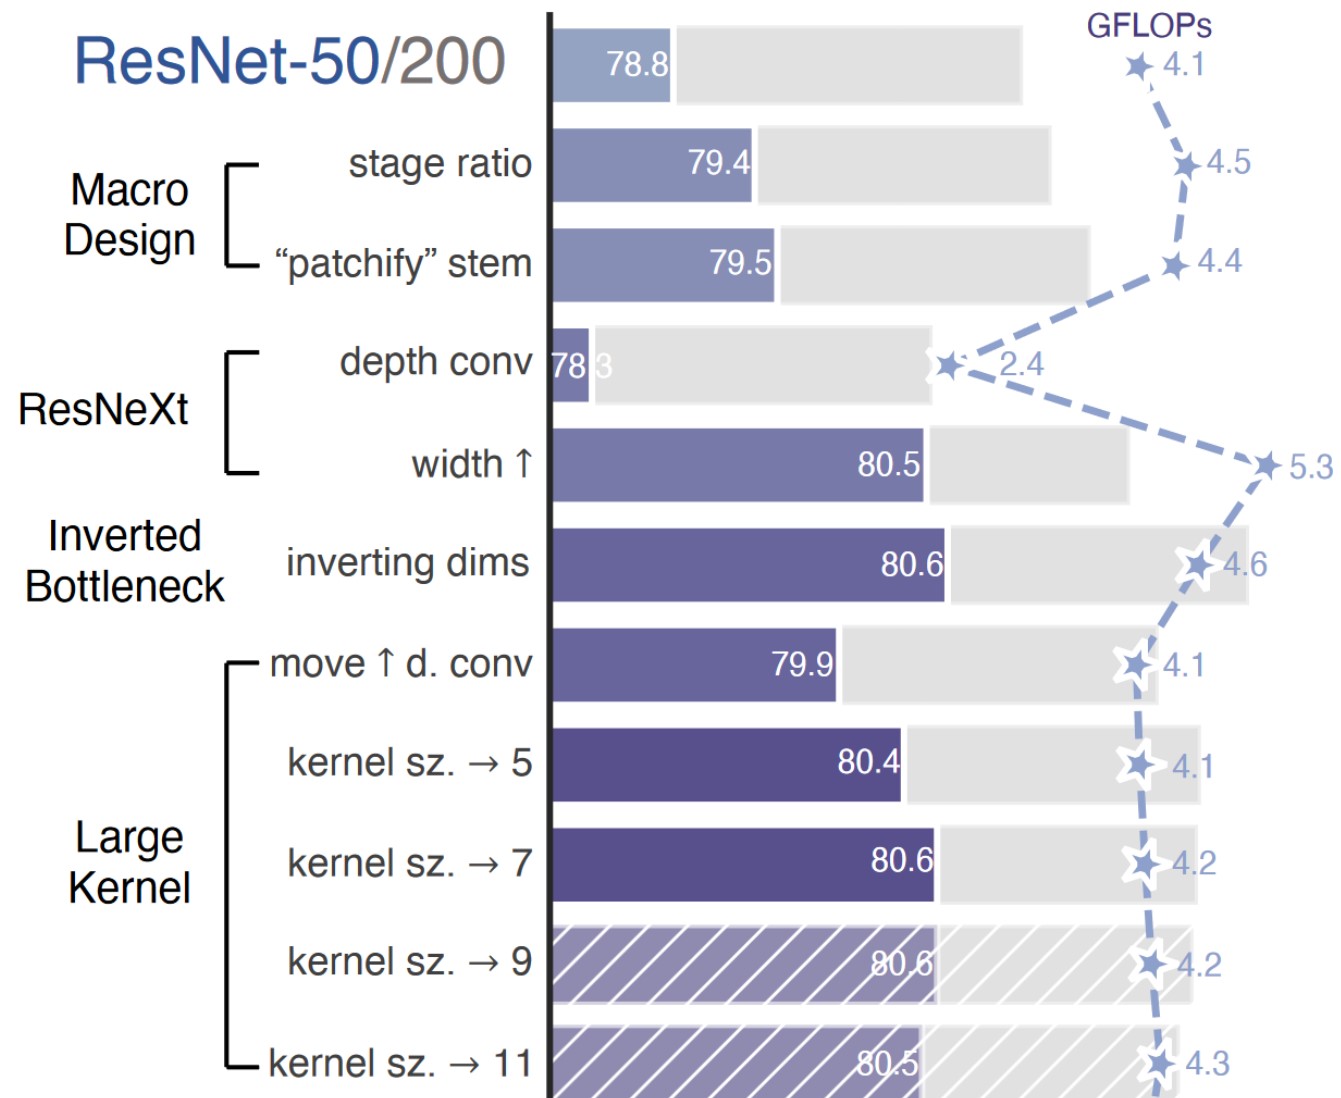 GFLOPs
ResNet-50/200 78.8 4.1
stage ratio 79.4 4.5
Macro
Design
“patchify” stem 79.5 4.4
depth conv 78.3 2.4
ResNeXt
width ↑ 80.5 5.3
Inverted
Bottleneck
inverting dims 80.6 4.6
move ↑ d. conv 79.9 4.1
kernel sz. → 5 80.4 4.1
Large
Kernel
kernel sz. → 7 80.6 4.2
kernel sz. → 9 80.6 4.2
kernel sz. → 11 80.5 4.3